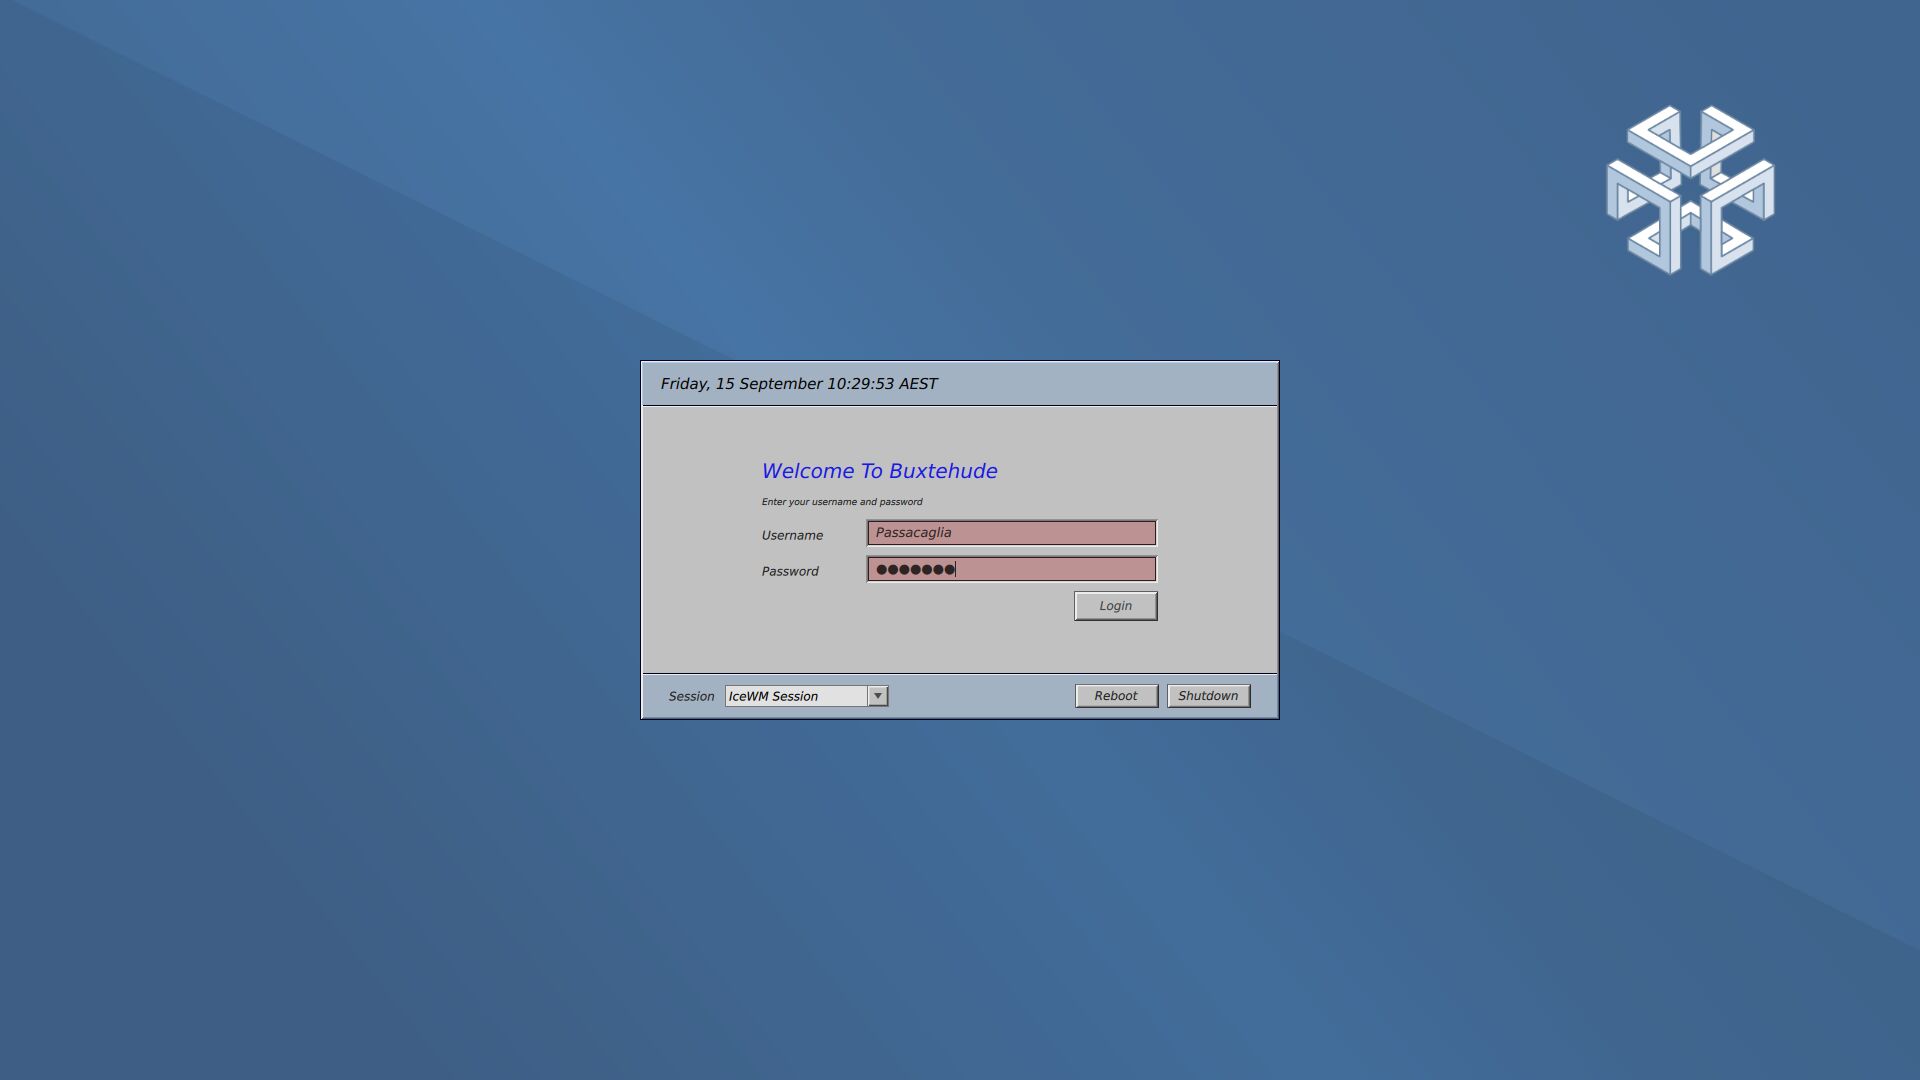 Friday, 15 September 10:29:53 AEST
Welcome To Buxtehude
Enter your username and password
Username Passacaglia
Password ●●●●●●●
Login
Session IceWM Session Reboot Shutdown